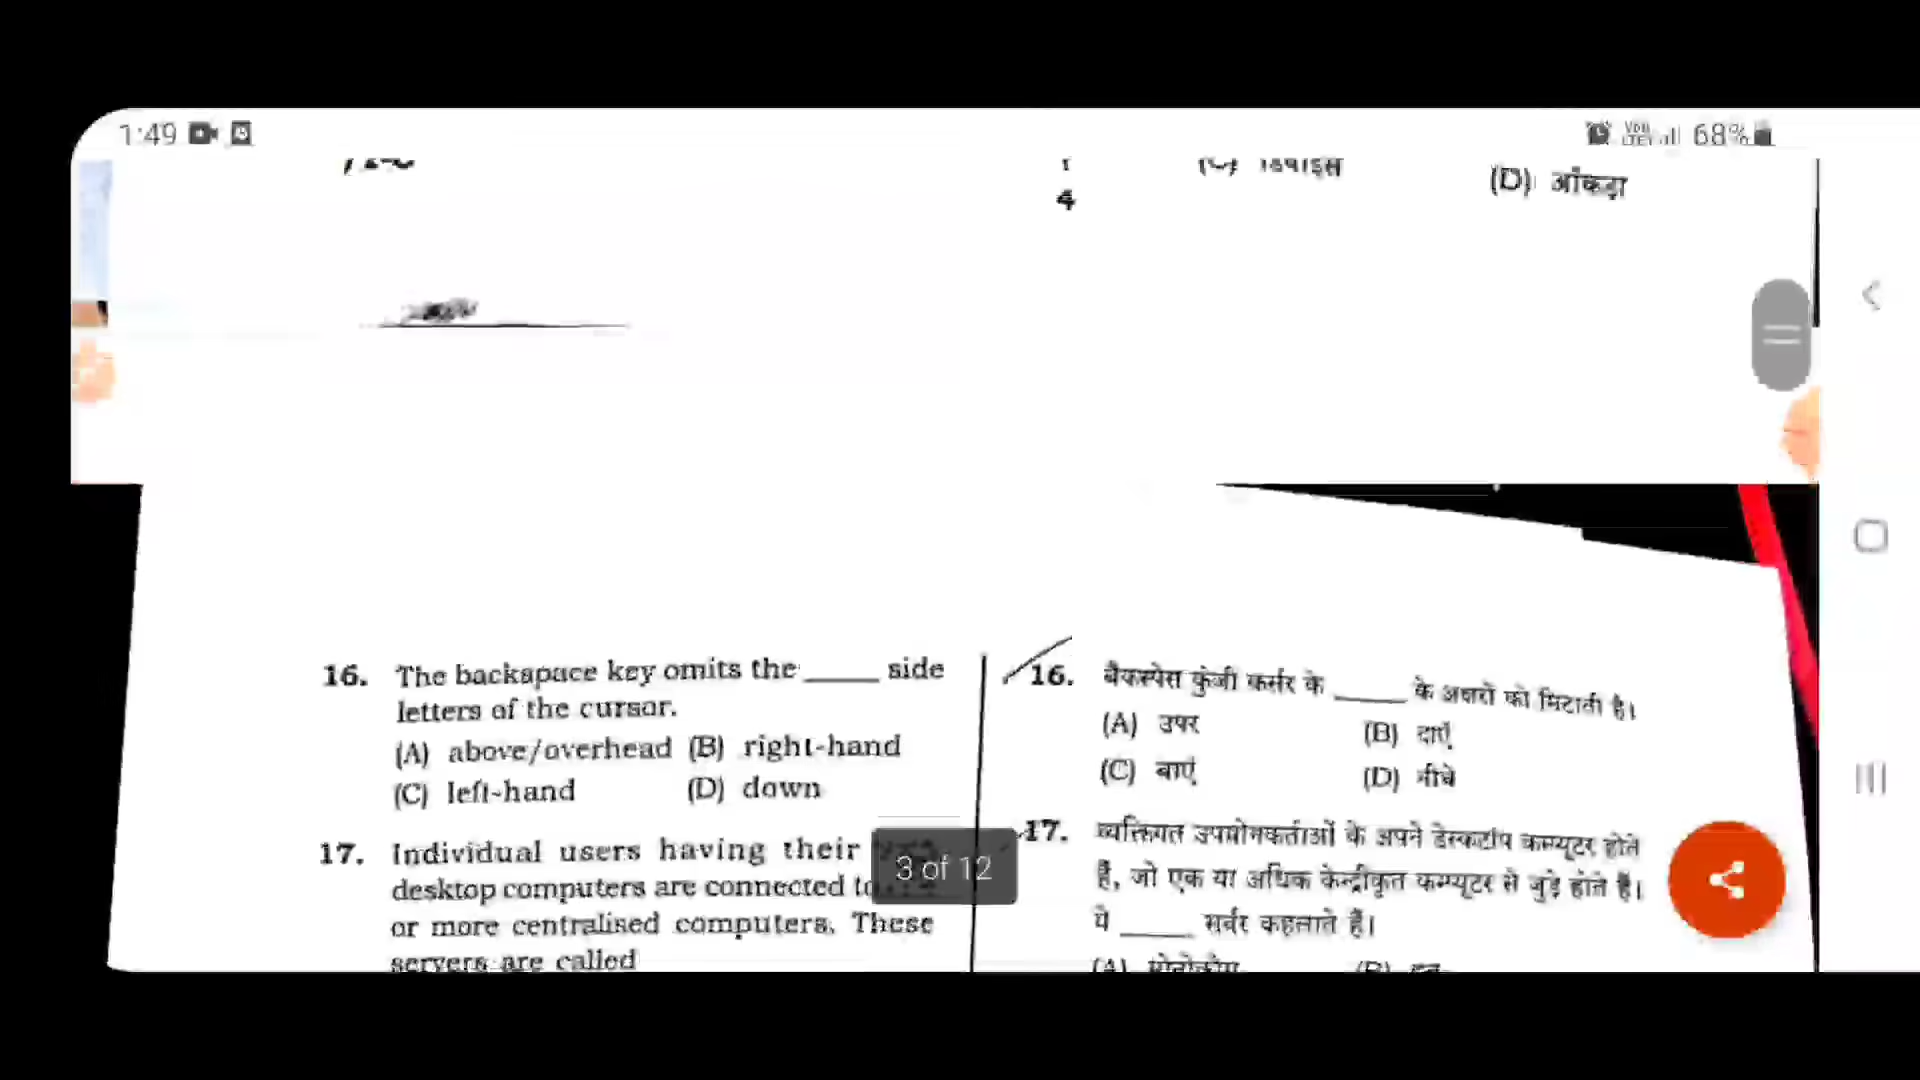 1:49
68%
4
(D) आंकड़ा
16. The backspace key omits the _____ side
letters of the cursor.
(A) above/overhead (B) right-hand
(C) left-hand (D) down
17. Individual users having their
desktop computers are connected to
or more centralised computers. These
servers are called
16. बैकस्पेस कुंजी कर्सर के _____ के अक्षरों को मिटाती है।
(A) उपर (B) दाएँ
(C) बाएं (D) नीचे
17. व्यक्तिगत उपभोगकर्ताओं के अपने डेस्कटॉप कम्प्यूटर होते
हैं, जो एक या अधिक केन्द्रीकृत कम्प्यूटर से जुड़े होते हैं।
ये _____ सर्वर कहलाते हैं।
3 of 12